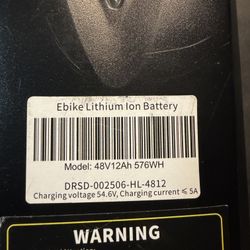 Ebike Lithium Ion Battery
Model: 48V12Ah 576WH
DRSD-002506-HL-4812
Charging voltage 54.6V, Charging current ≤ 5A
WARNING